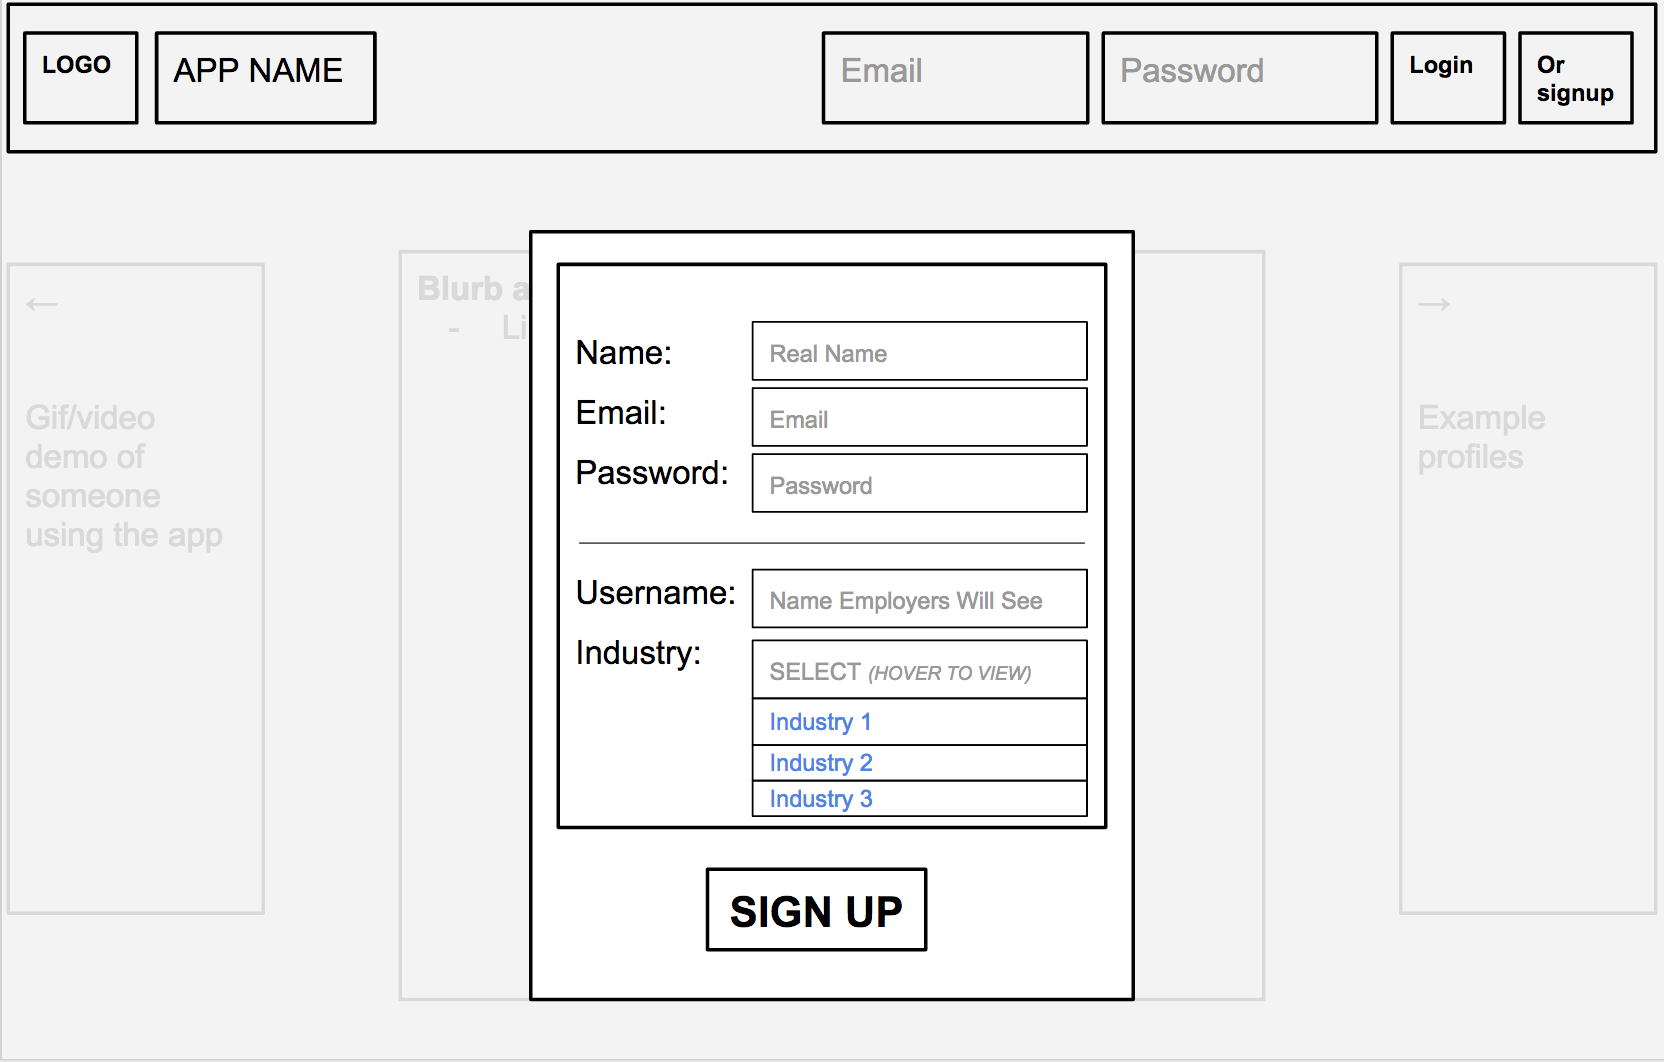 LOGO
APP NAME
Email
Password
Login
Or
signup
←
Gif/video
demo of
someone
using the app
Blurb a
- Li
Name:
Real Name
Email:
Email
Password:
Password
Username:
Name Employers Will See
Industry:
SELECT (HOVER TO VIEW)
Industry 1
Industry 2
Industry 3
SIGN UP
→
Example
profiles